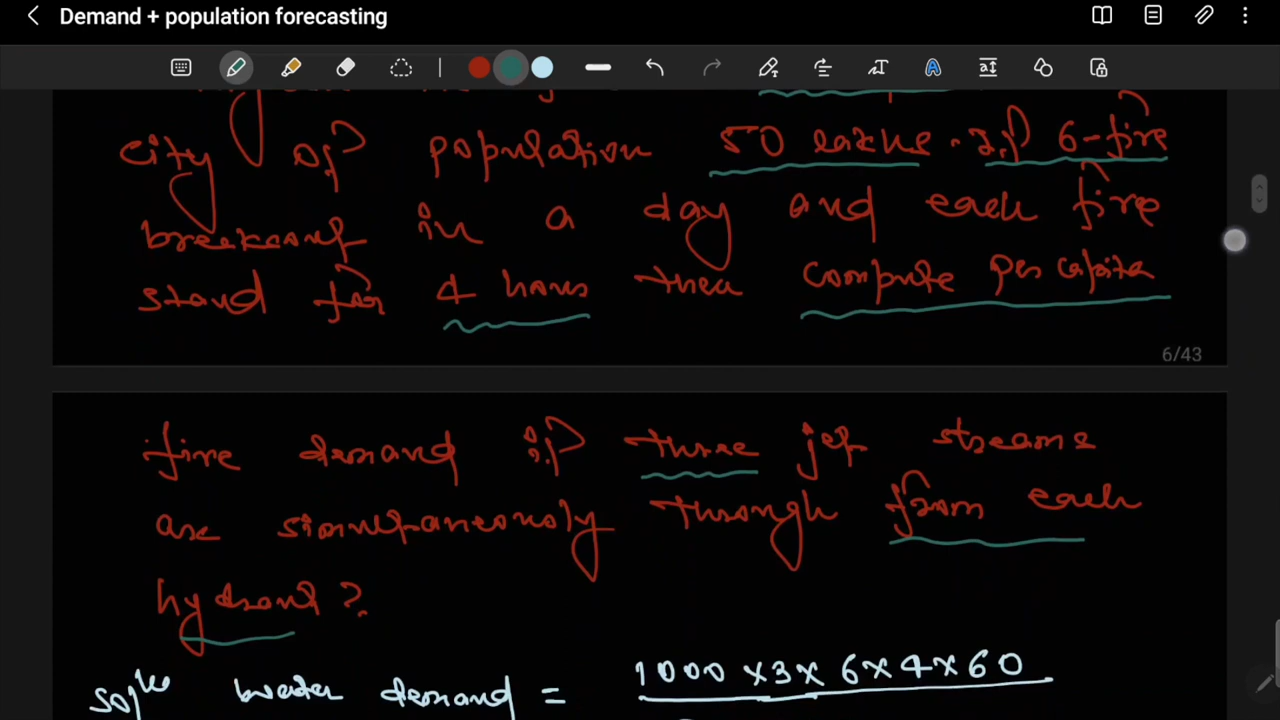 Demand + population forecasting
city of population 50 lakhs. If 6-fire
breakout in a day and each fire
stand for 4 hours then compute per capita
6/43
fire demand if three jet streams
are simultaneously through from each
hydrant?
Soln water demand = 1000 x 3 x 6 x 4 x 60